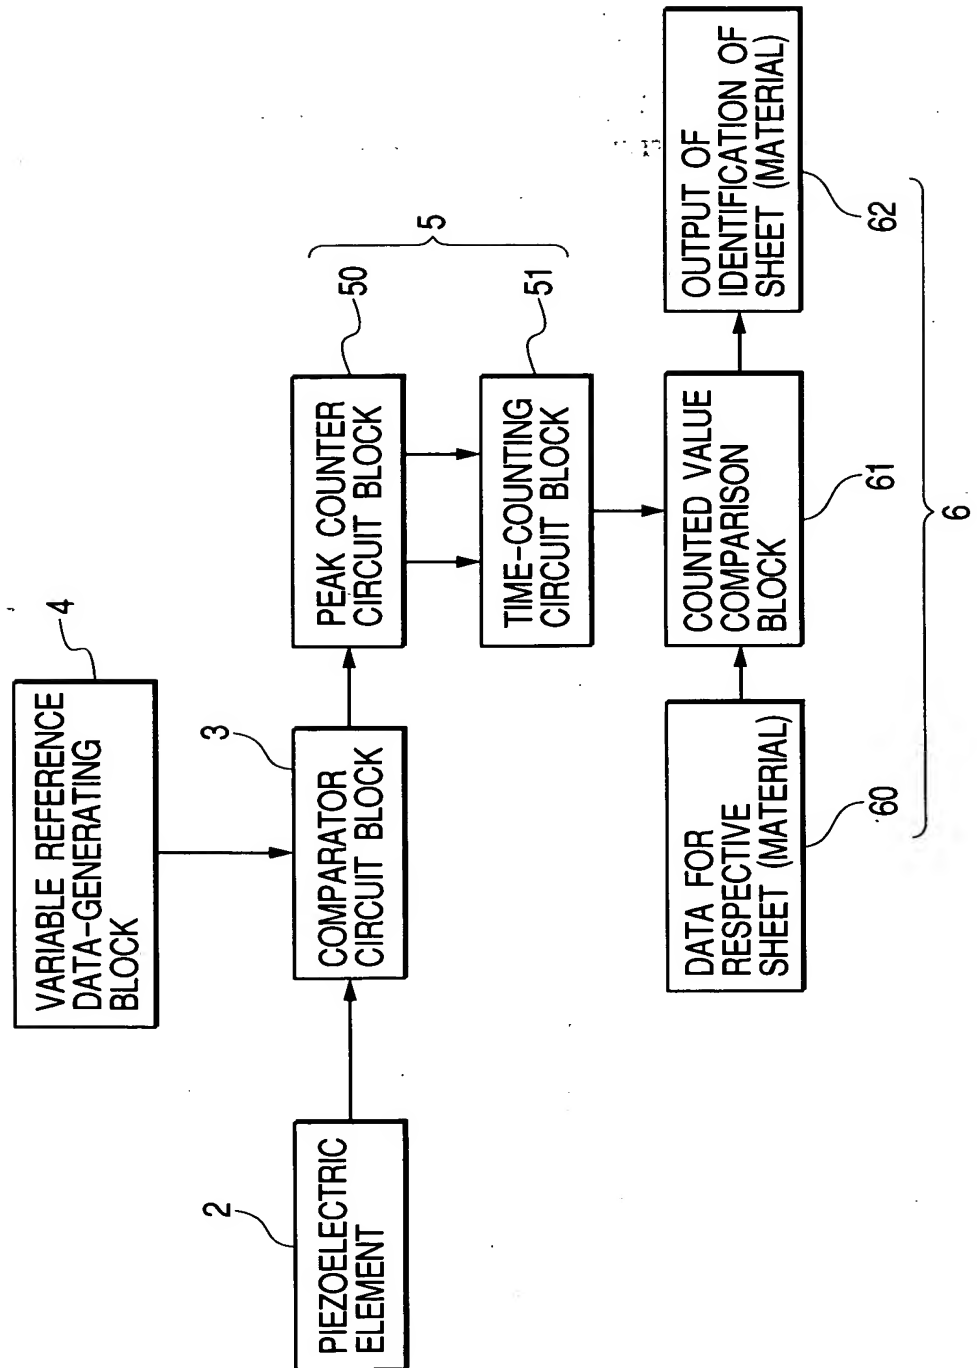 4
VARIABLE REFERENCE
DATA-GENERATING
BLOCK
2
PIEZOELECTRIC
ELEMENT
3
COMPARATOR
CIRCUIT BLOCK
50
PEAK COUNTER
CIRCUIT BLOCK
5
51
TIME-COUNTING
CIRCUIT BLOCK
DATA FOR
RESPECTIVE
SHEET (MATERIAL)
60
COUNTED VALUE
COMPARISON
BLOCK
61
OUTPUT OF
IDENTIFICATION OF
SHEET (MATERIAL)
62
6